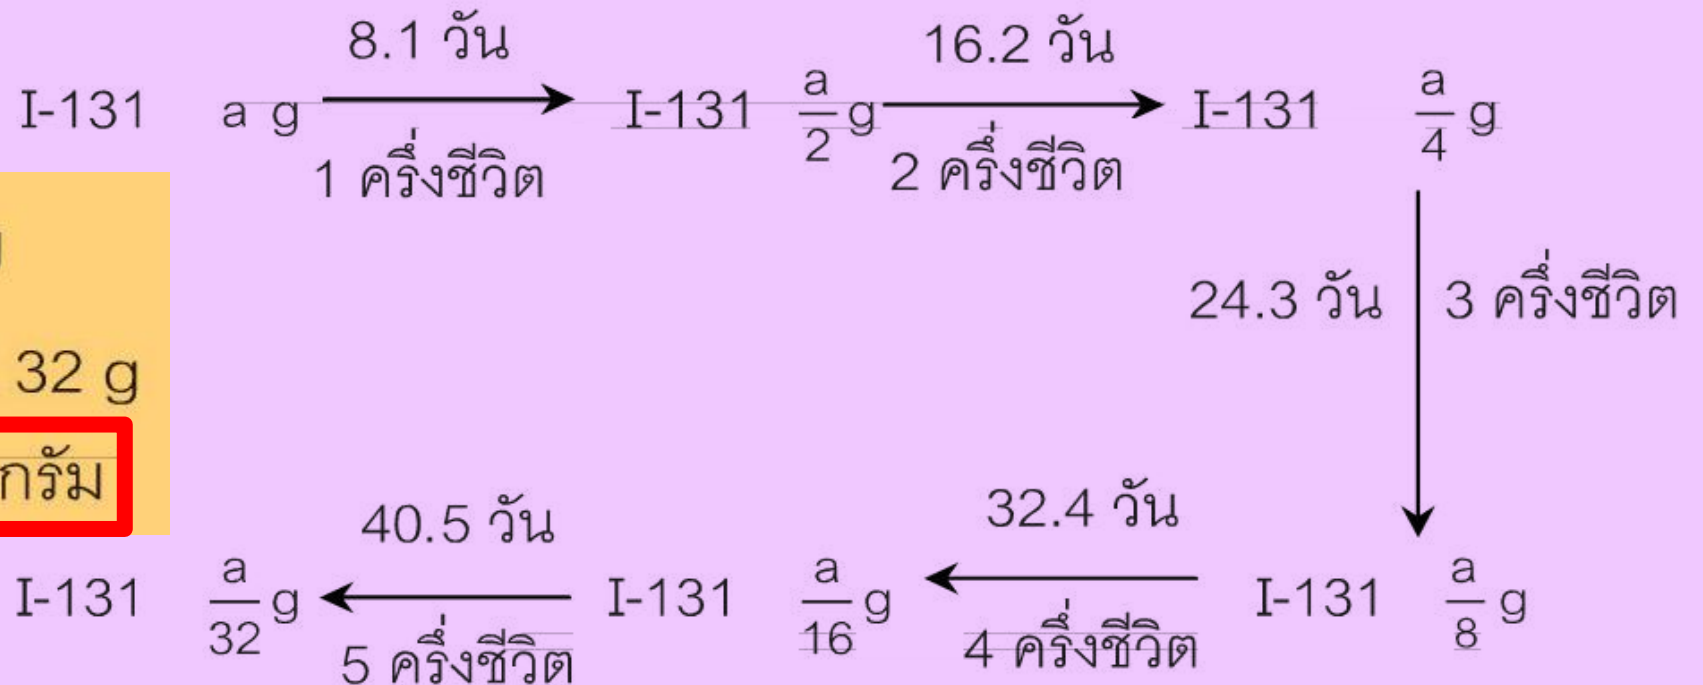 8.1 วัน 16.2 วัน
I-131 a g I-131 a/2 g I-131 a/4 g
1 ครึ่งชีวิต 2 ครึ่งชีวิต
24.3 วัน 3 ครึ่งชีวิต
32 g
กรัม
40.5 วัน 32.4 วัน
I-131 a/32 g I-131 a/16 g I-131 a/8 g
5 ครึ่งชีวิต 4 ครึ่งชีวิต